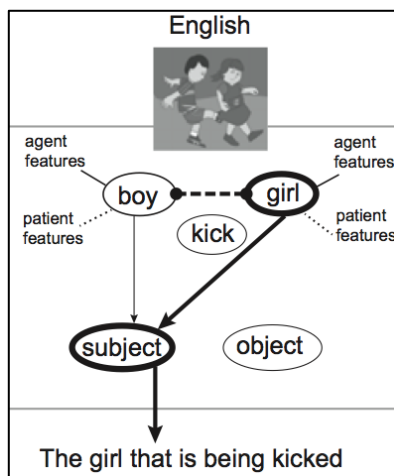 English
agent features
agent features
boy
girl
patient features
patient features
kick
subject
object
The girl that is being kicked